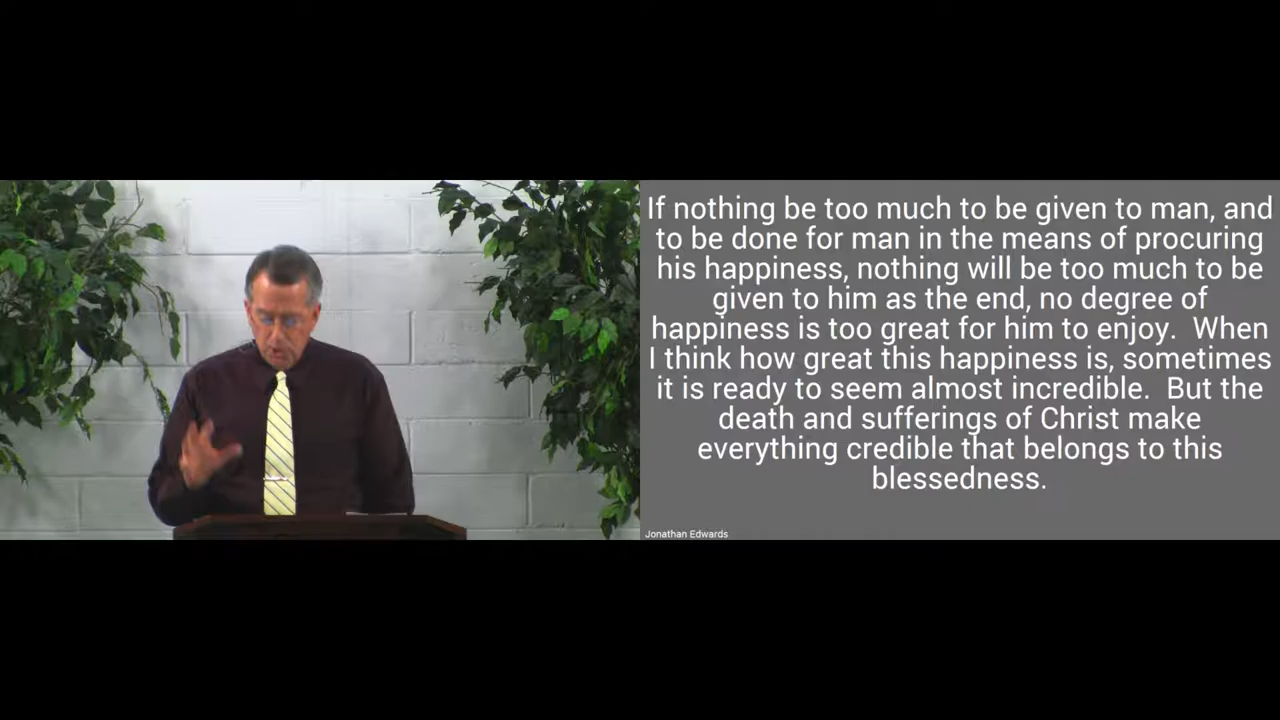 If nothing be too much to be given to man, and
to be done for man in the means of procuring
his happiness, nothing will be too much to be
given to him as the end, no degree of
happiness is too great for him to enjoy.  When
I think how great this happiness is, sometimes
it is ready to seem almost incredible.  But the
death and sufferings of Christ make
everything credible that belongs to this
blessedness.
Jonathan Edwards